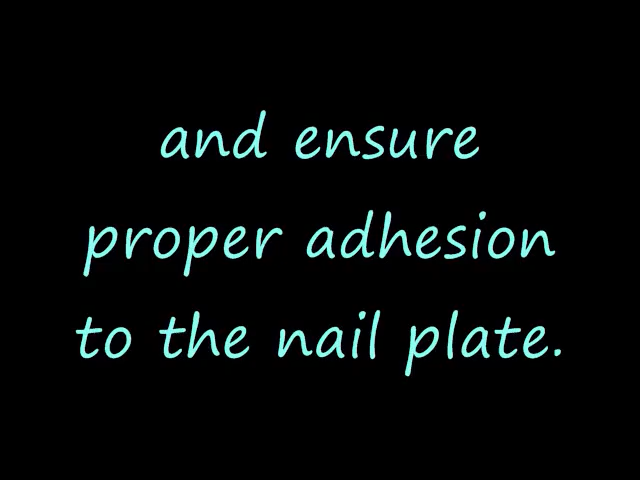 and ensure
proper adhesion
to the nail plate.